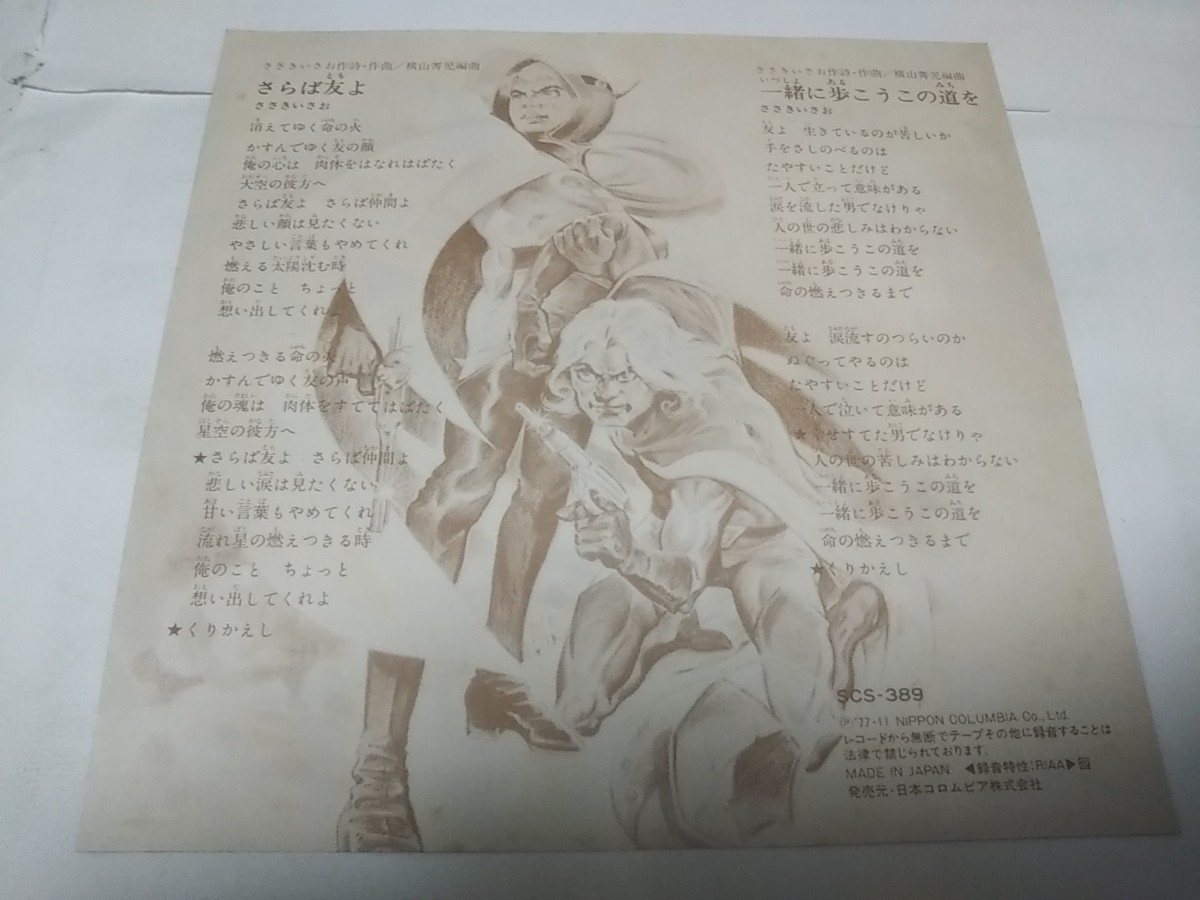 ささきいさお作詩・作曲／横山菁児編曲
さらば友よ
ささきいさお
消えてゆく命の火
かすんでゆく友の顔
俺の心は 肉体をはなれはばたく
大空の彼方へ
さらば友よ さらば仲間よ
悲しい顔は見たくない
やさしい言葉もやめてくれ
燃える太陽沈む時
俺のこと ちょっと
想い出してくれよ
燃えつきる命の火
かすんでゆく友の声
俺の魂は 肉体をすててはばたく
星空の彼方へ
★さらば友よ さらば仲間よ
悲しい涙は見たくない
甘い言葉もやめてくれ
流れ星の燃えつきる時
俺のこと ちょっと
想い出してくれよ
★くりかえし
ささきいさお作詩・作曲／横山菁児編曲
一緒に歩こうこの道を
ささきいさお
友よ 生きているのが苦しいか
手をさしのべるのは
たやすいことだけど
一人で立って意味がある
涙を流した男でなけりゃ
人の世の悲しみはわからない
一緒に歩こうこの道を
一緒に歩こうこの道を
命の燃えつきるまで
友よ 涙流すのつらいのか
ぬぐってやるのは
たやすいことだけど
一人で泣いて意味がある
★幸せすてた男でなけりゃ
人の世の苦しみはわからない
一緒に歩こうこの道を
一緒に歩こうこの道を
命の燃えつきるまで
★くりかえし
SCS-389
Ⓟ'77・11 NIPPON COLUMBIA Co., Ltd.
レコードから無断でテープその他に録音することは
法律で禁じられております。
MADE IN JAPAN ◀録音特性:RIAA▶
発売元・日本コロムビア株式会社